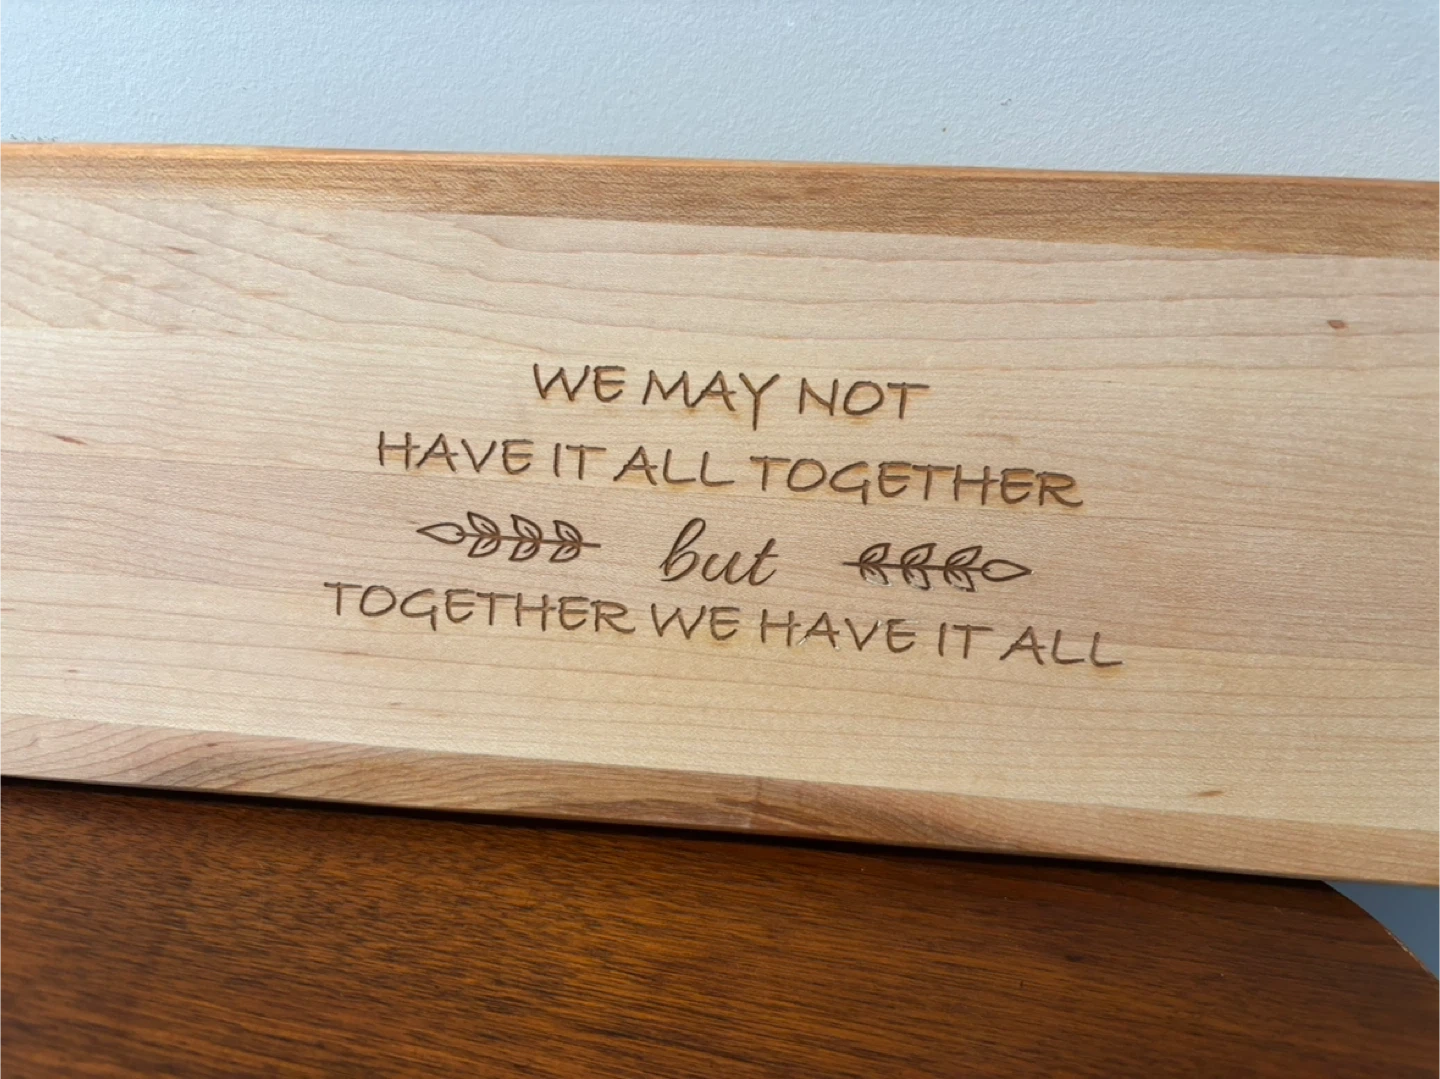 WE MAY NOT
HAVE IT ALL TOGETHER
but
TOGETHER WE HAVE IT ALL